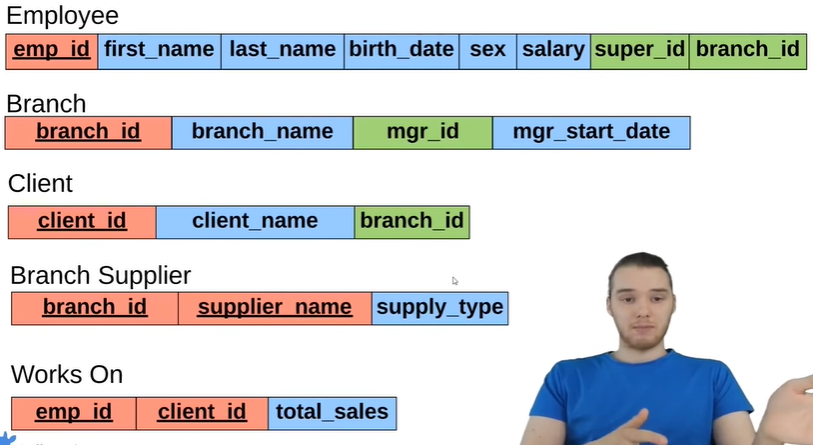 Employee
emp_id first_name last_name birth_date sex salary super_id branch_id
Branch
branch_id branch_name mgr_id mgr_start_date
Client
client_id client_name branch_id
Branch Supplier
branch_id supplier_name supply_type
Works On
emp_id client_id total_sales